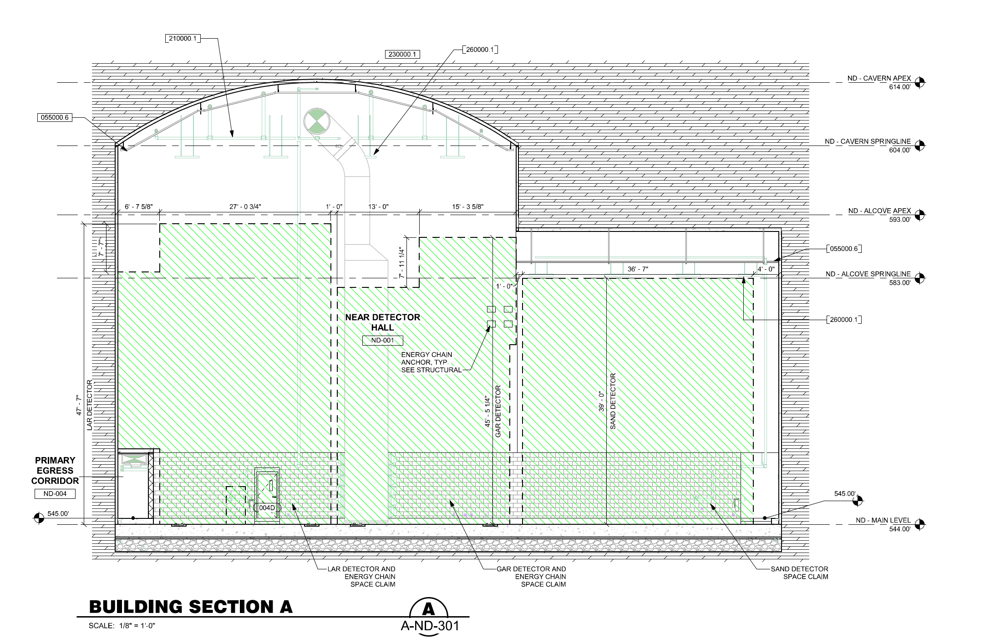 210000.1
260000.1
230000.1
ND - CAVERN APEX
614.00'
055000.6
ND - CAVERN SPRINGLINE
604.00'
6' - 7 5/8"
27' - 0 3/4"
1' - 0"
13' - 0"
15' - 3 5/8"
ND - ALCOVE APEX
593.00'
7' - 7"
7' - 11 1/4"
055000.6
36' - 7"
4' - 0"
ND - ALCOVE SPRINGLINE
583.00'
1' - 0"
NEAR DETECTOR
HALL
ND-001
260000.1
ENERGY CHAIN
ANCHOR, TYP.
SEE STRUCTURAL
47' - 7"
LAR DETECTOR
45' - 5 1/4"
GAR DETECTOR
39' - 0"
SAND DETECTOR
PRIMARY
EGRESS
CORRIDOR
ND-004
545.00'
004D
545.00'
ND - MAIN LEVEL
544.00'
LAR DETECTOR AND
ENERGY CHAIN
SPACE CLAIM
GAR DETECTOR AND
ENERGY CHAIN
SPACE CLAIM
SAND DETECTOR
SPACE CLAIM
BUILDING SECTION A
SCALE: 1/8" = 1'-0"
A
A-ND-301